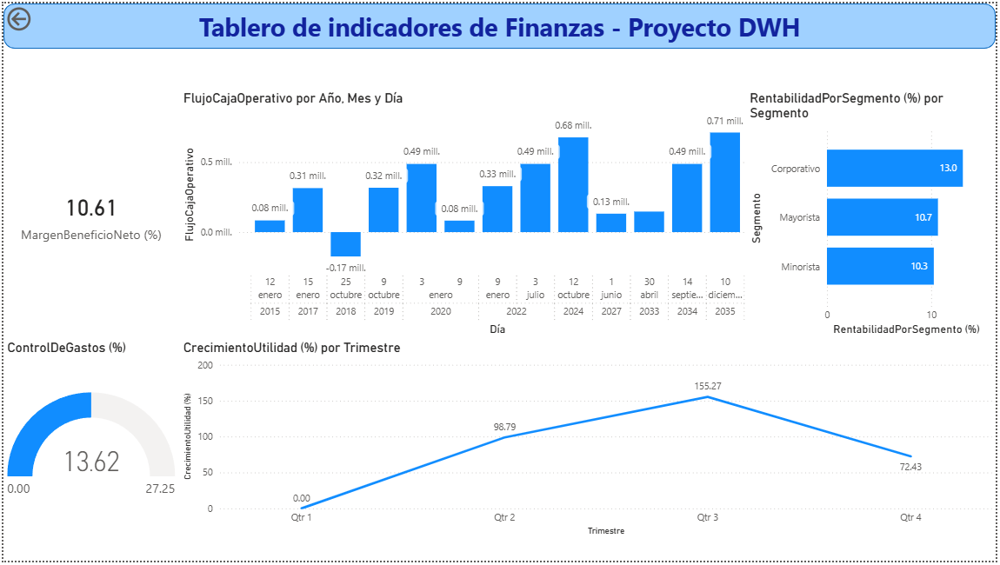 Tablero de indicadores de Finanzas - Proyecto DWH
10.61
MargenBeneficioNeto (%)
FlujoCajaOperativo por Año, Mes y Día
FlujoCajaOperativo
0.5 mill.
0.0 mill.
0.08 mill.
0.31 mill.
-0.17 mill.
0.32 mill.
0.49 mill.
0.08 mill.
0.33 mill.
0.49 mill.
0.68 mill.
0.13 mill.
0.49 mill.
0.71 mill.
12 15 25 9 3 9 9 3 12 1 30 14 10
enero enero octubre octubre enero enero julio octubre junio abril septie... diciem...
2015 2017 2018 2019 2020 2022 2024 2027 2033 2034 2035
Día
RentabilidadPorSegmento (%) por
Segmento
Segmento
Corporativo 13.0
Mayorista 10.7
Minorista 10.3
0 10
RentabilidadPorSegmento (%)
ControlDeGastos (%)
13.62
0.00 27.25
CrecimientoUtilidad (%) por Trimestre
CrecimientoUtilidad (%)
200
150
100
50
0
0.00
98.79
155.27
72.43
Qtr 1 Qtr 2 Qtr 3 Qtr 4
Trimestre